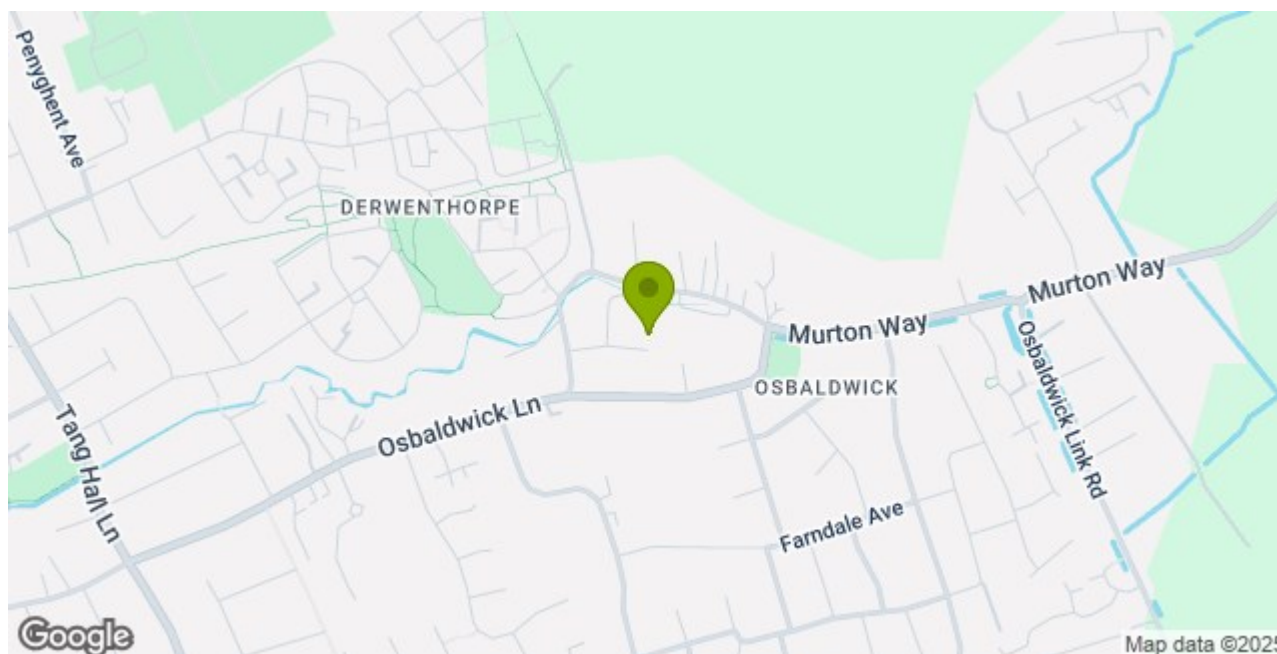 Penyghent Ave
DERWENTHORPE
Murton Way
Murton Way
OSBALDWICK
Osbaldwick Link Rd
Osbaldwick Ln
Tang Hall Ln
Farndale Ave
Google
Map data ©2025